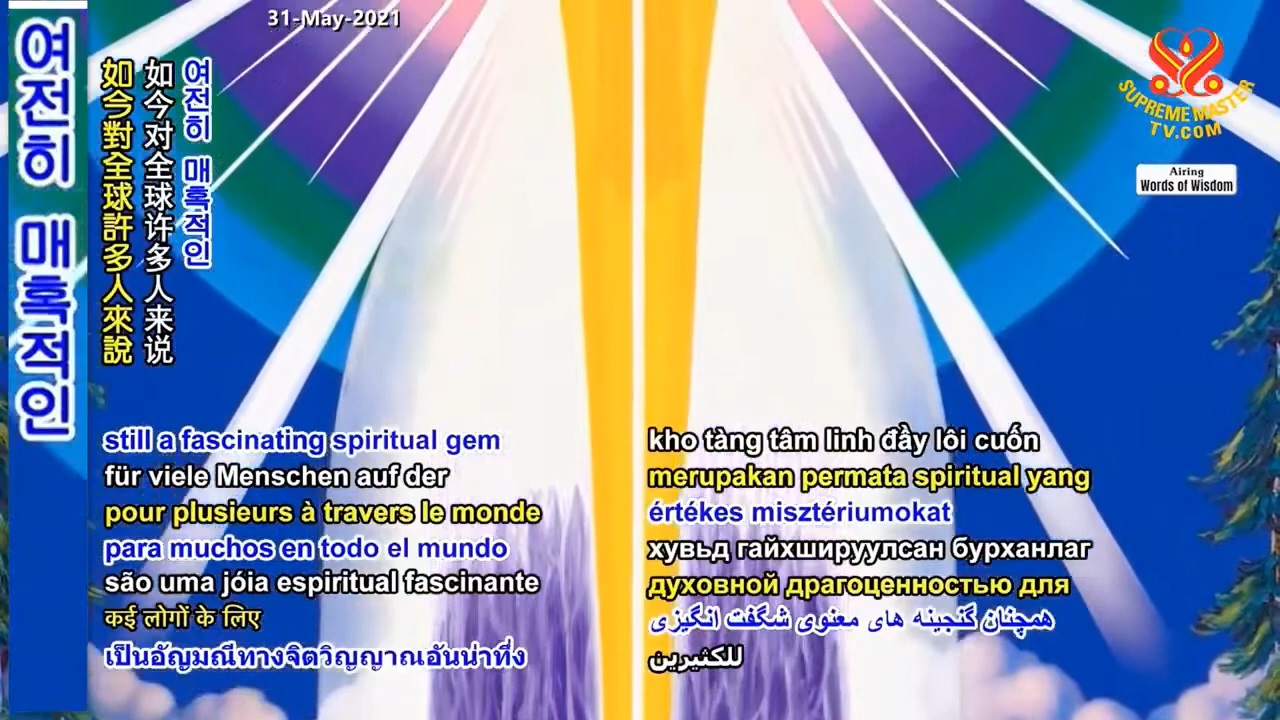 31-May-2021
여전히 매혹적인
如今對全球許多人來說
如今对全球许多人来说
여전히 매혹적인
SUPREME MASTER
TV.COM
Airing
Words of Wisdom
still a fascinating spiritual gem
für viele Menschen auf der
pour plusieurs à travers le monde
para muchos en todo el mundo
são uma jóia espiritual fascinante
कई लोगों के लिए
เป็นอัญมณีทางจิตวิญญาณอันน่าทึ่ง
kho tàng tâm linh đầy lôi cuốn
merupakan permata spiritual yang
értékes misztériumokat
хувьд гайхшируулсан бурханлаг
духовной драгоценностью для
همچنان گنجینه های معنوی شگفت انگیزی
للكثيرين